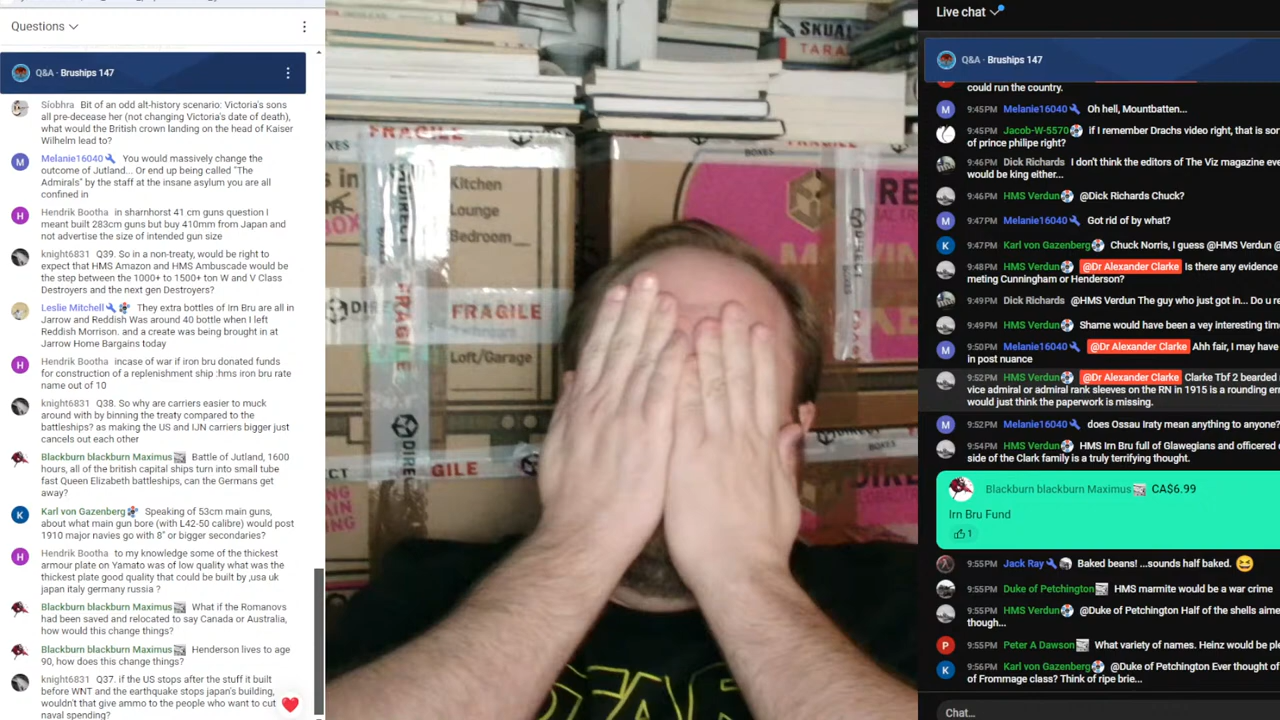 Questions
Q&A · Bruships 147
Síobhra Bit of an odd alt-history scenario: Victoria's sons
all pre-decease her (not changing Victoria's date of death),
what would the British crown landing on the head of Kaiser
Wilhelm lead to?
Melanie16040 You would massively change the
outcome of Jutland... Or end up being called "The
Admirals" by the staff at the insane asylum you are all
confined in
Hendrik Bootha in sharnhorst 41 cm guns question I
meant built 283cm guns but buy 410mm from Japan and
not advertise the size of intended gun size
knight6831 Q39. So in a non-treaty, would be right to
expect that HMS Amazon and HMS Ambuscade would be
the step between the 1000+ to 1500+ ton W and V Class
Destroyers and the next gen Destroyers?
Leslie Mitchell They extra bottles of Irn Bru are all in
Jarrow and Reddish Was around 40 bottle when I left
Reddish Morrison. and a create was being brought in at
Jarrow Home Bargains today
Hendrik Bootha incase of war if iron bru donated funds
for construction of a replenishment ship :hms iron bru rate
name out of 10
knight6831 Q38. So why are carriers easier to muck
around with by binning the treaty compared to the
battleships? as making the US and IJN carriers bigger just
cancels out each other
Blackburn blackburn Maximus Battle of Jutland, 1600
hours, all of the british capital ships turn into small tube
fast Queen Elizabeth battleships, can the Germans get
away?
Karl von Gazenberg Speaking of 53cm main guns,
about what main gun bore (with L42-50 calibre) would post
1910 major navies go with 8" or bigger secondaries?
Hendrik Bootha to my knowledge some of the thickest
armour plate on Yamato was of low quality what was the
thickest plate good quality that could be built by ,usa uk
japan italy germany russia ?
Blackburn blackburn Maximus What if the Romanovs
had been saved and relocated to say Canada or Australia,
how would this change things?
Blackburn blackburn Maximus Henderson lives to age
90, how does this change things?
knight6831 Q37. if the US stops after the stuff it built
before WNT and the earthquake stops japan's building,
wouldn't that give ammo to the people who want to cut
naval spending?
SKUAL
TARA
FRAGILE
BOXES
FRAGILE
BOXES
Kitchen
Lounge
Bedroom
FRAGILE
Loft/Garage
FRAGILE
GILE
DIRE
MOVIN
Live chat
Q&A · Bruships 147
could run the country.
9:45PM Melanie16040 Oh hell, Mountbatten...
9:45PM Jacob-W-5570 if I remember Drachs video right, that is sor
of prince philipe right?
9:46PM Dick Richards I don't think the editors of The Viz magazine eve
would be king either...
9:46PM HMS Verdun @Dick Richards Chuck?
9:47PM Melanie16040 Got rid of by what?
9:47PM Karl von Gazenberg Chuck Norris, I guess @HMS Verdun @
9:48PM HMS Verdun @Dr Alexander Clarke Is there any evidence
meting Cunningham or Henderson?
9:49PM Dick Richards @HMS Verdun The guy who just got in... Do u r
9:49PM HMS Verdun Shame would have been a vey interesting tim
9:50PM Melanie16040 @Dr Alexander Clarke Ahh fair, I may have
in post nuance
9:52PM HMS Verdun @Dr Alexander Clarke Clarke Tbf 2 bearded
vice admiral or admiral rank sleeves on the RN in 1915 is a rounding err
would just think the paperwork is missing.
9:52PM Melanie16040 does Ossau Iraty mean anything to anyone?
9:54PM HMS Verdun HMS Irn Bru full of Glawegians and officered
side of the Clark family is a truly terrifying thought.
Blackburn blackburn Maximus CA$6.99
Irn Bru Fund
1
9:55PM Jack Ray Baked beans! ...sounds half baked.
9:55PM Duke of Petchington HMS marmite would be a war crime
9:55PM HMS Verdun @Duke of Petchington Half of the shells aime
though...
9:55PM Peter A Dawson What variety of names. Heinz would be ple
9:56PM Karl von Gazenberg @Duke of Petchington Ever thought of
of Frommage class? Think of ripe brie...
Chat...